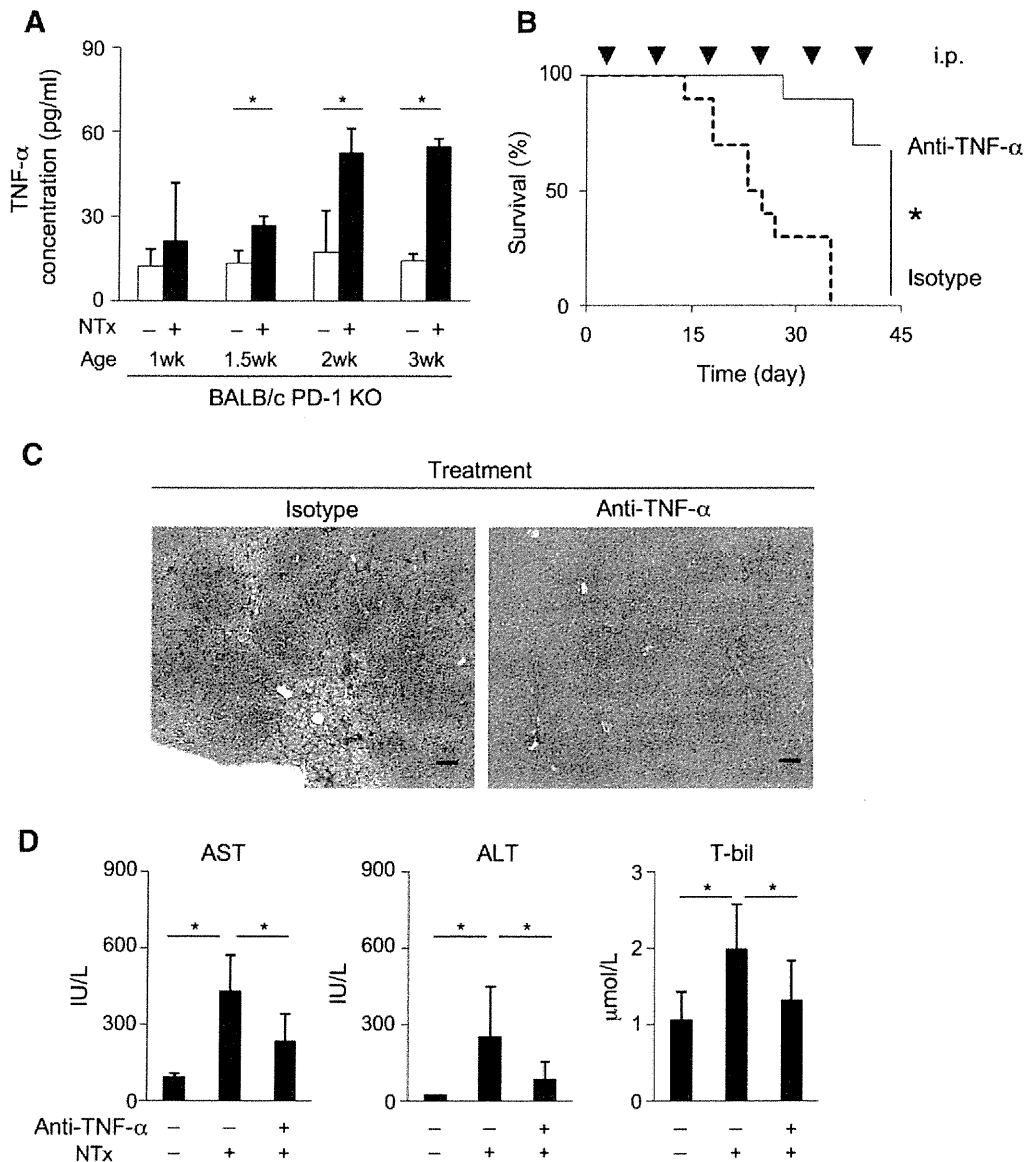 A
TNF-α
concentration (pg/ml)
90
60
30
0
* * *
NTx − + − + − + − +
Age 1wk 1.5wk 2wk 3wk
BALB/c PD-1 KO
B
i.p.
Survival (%)
100
50
0
0 15 30 45
Time (day)
Anti-TNF-α
*
Isotype
C
Treatment
Isotype Anti-TNF-α
D
AST
IU/L
900
600
300
0
* *
ALT
IU/L
900
600
300
0
* *
T-bil
μmol/L
3
2
1
0
* *
Anti-TNF-α − − + − − + − − +
NTx − + + − + + − + +